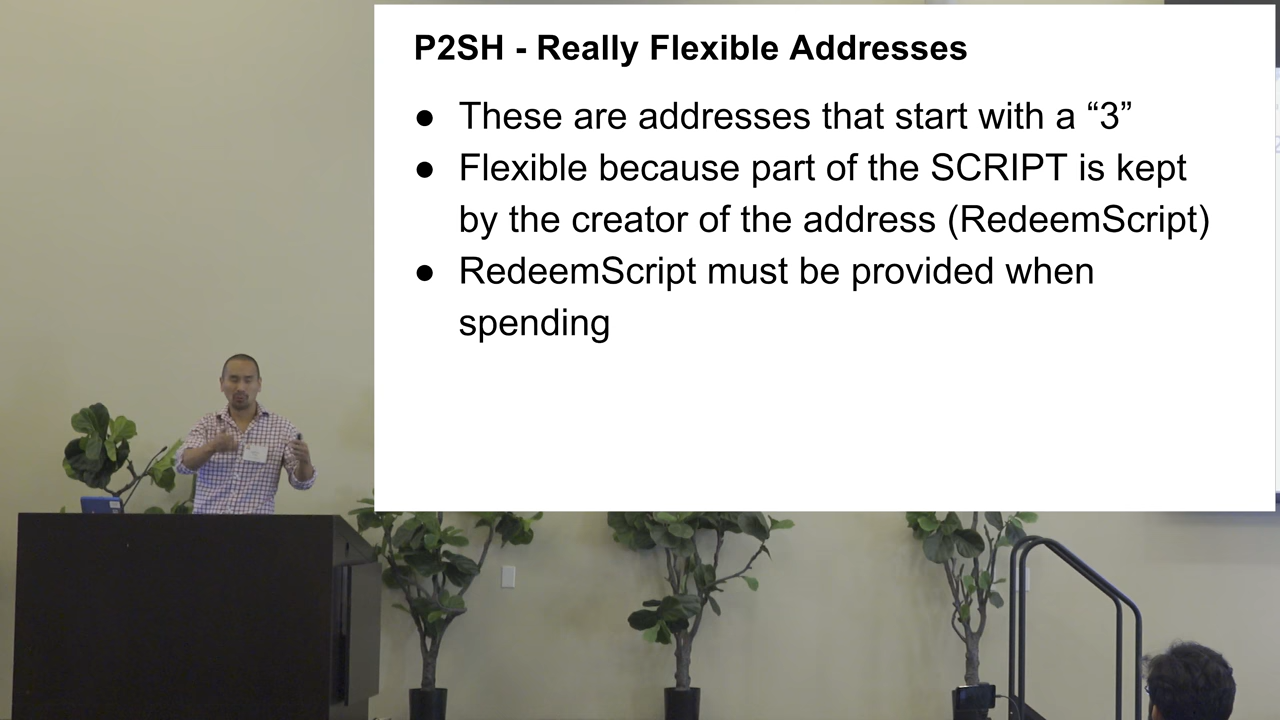 P2SH - Really Flexible Addresses
● These are addresses that start with a “3”
● Flexible because part of the SCRIPT is kept
by the creator of the address (RedeemScript)
● RedeemScript must be provided when
spending